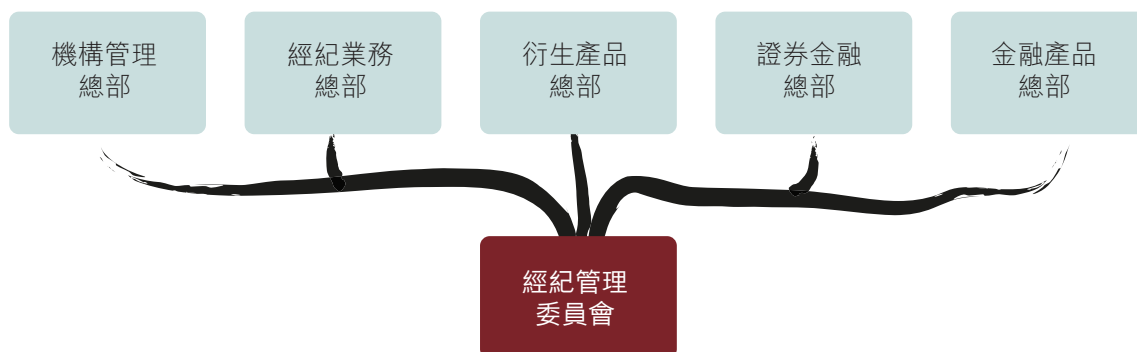 機構管理
總部
經紀業務
總部
衍生產品
總部
證券金融
總部
金融產品
總部
經紀管理
委員會